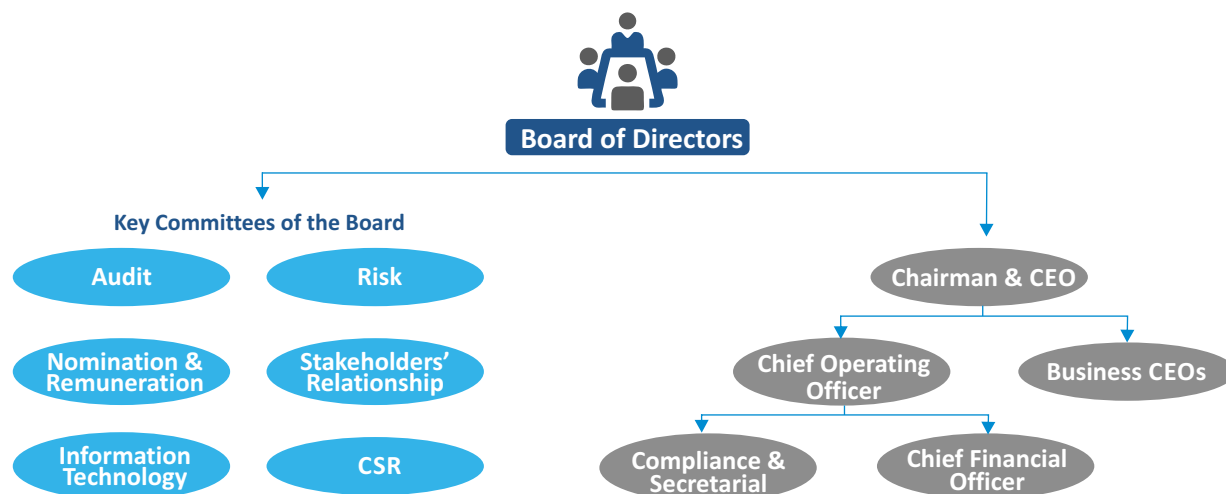 Board of Directors
Key Committees of the Board
Audit
Risk
Chairman & CEO
Nomination &
Remuneration
Stakeholders’
Relationship
Chief Operating
Officer
Business CEOs
Information
Technology
CSR
Compliance &
Secretarial
Chief Financial
Officer